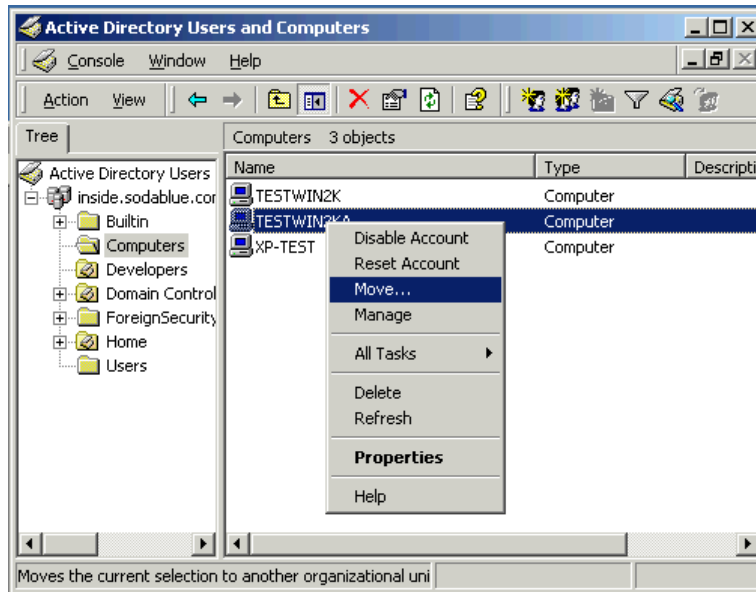 Active Directory Users and Computers
Console Window Help
Action View
Tree
Computers 3 objects
Active Directory Users
inside.sodablue.cor
Builtin
Computers
Developers
Domain Control
ForeignSecurity
Home
Users
Name Type Descripti
TESTWIN2K Computer
TESTWIN2KA Computer
XP-TEST Computer
Disable Account
Reset Account
Move...
Manage
All Tasks
Delete
Refresh
Properties
Help
Moves the current selection to another organizational uni